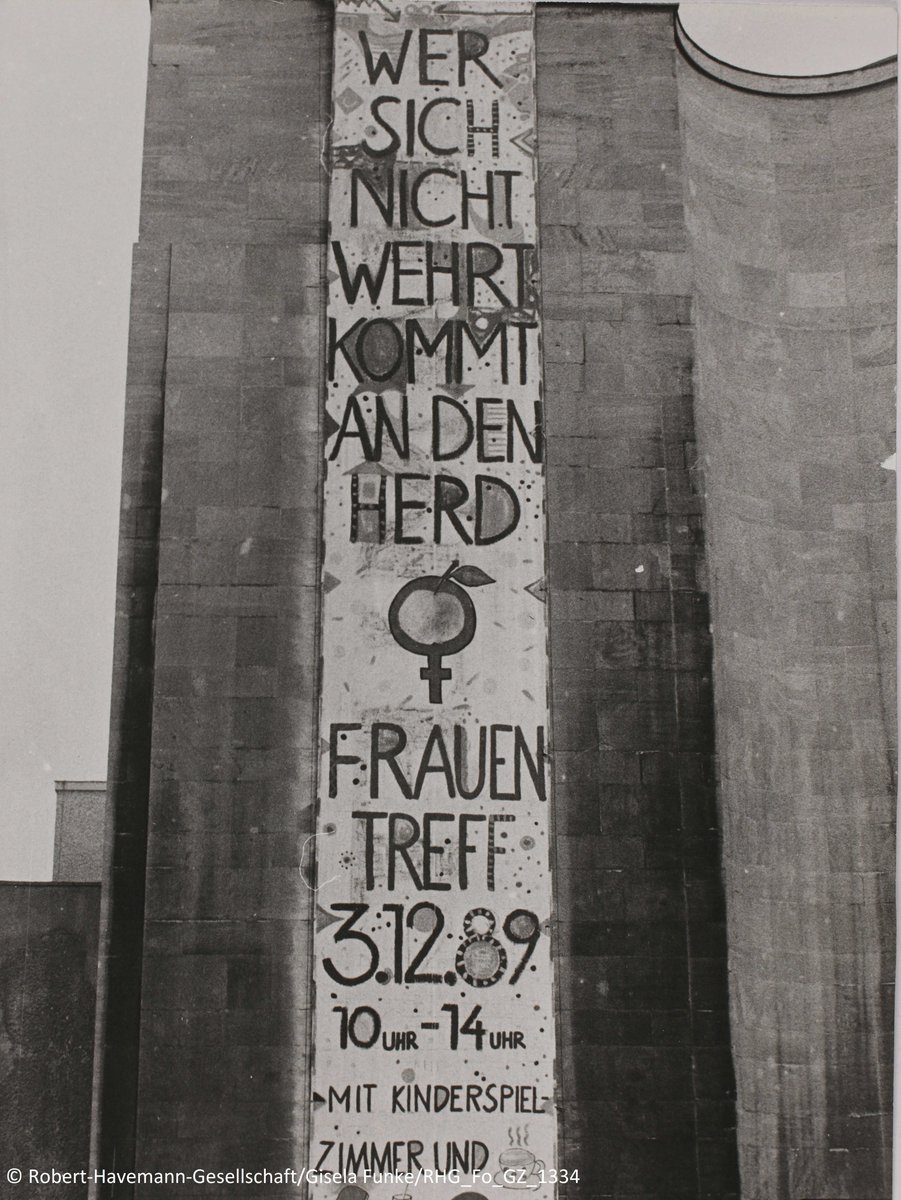 WER
SICH
NICHT
WEHRT
KOMMT
AN DEN
HERD
FRAUEN
TREFF
3.12.89
10 UHR - 14 UHR
MIT KINDERSPIEL-
ZIMMER UND
© Robert-Havemann-Gesellschaft/Gisela Funke/RHG_Fo_GZ_1334